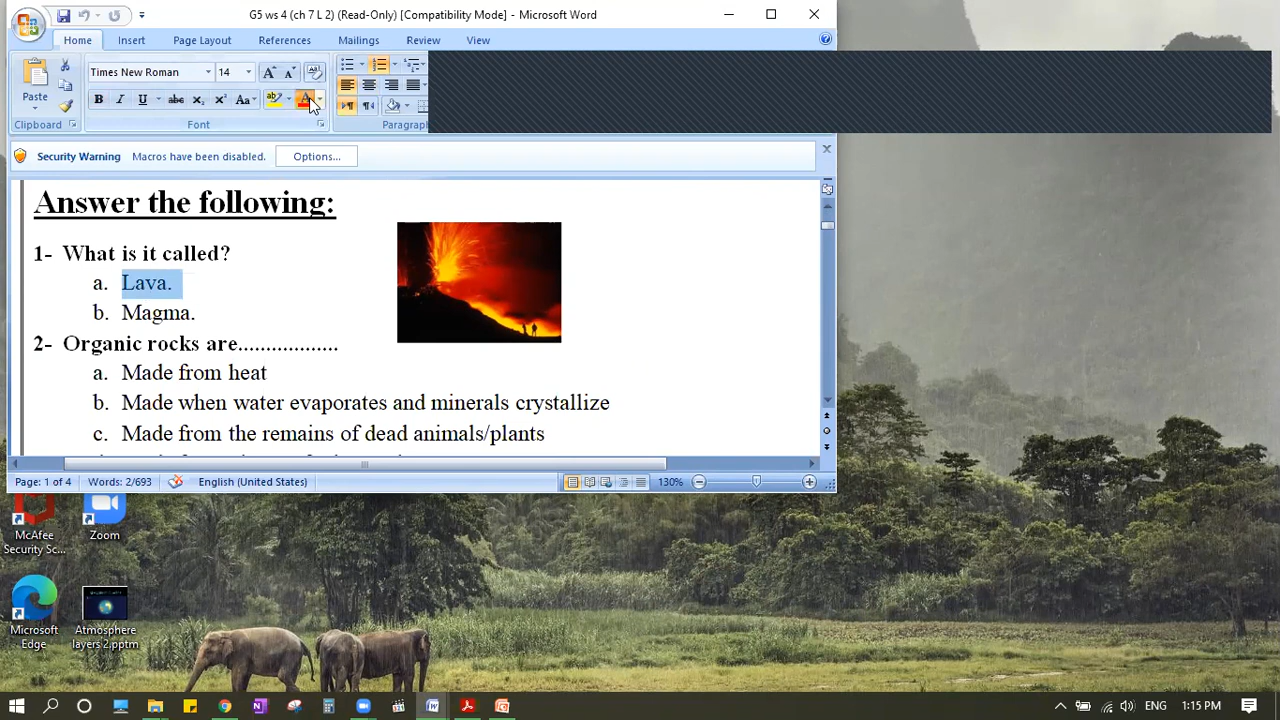 G5 ws 4 (ch 7 L 2) (Read-Only) [Compatibility Mode] - Microsoft Word
Home Insert Page Layout References Mailings Review View
Times New Roman 14
Paste
Clipboard Font Paragraph
Security Warning Macros have been disabled. Options...
Answer the following:
1- What is it called?
a. Lava.
b. Magma.
2- Organic rocks are..................
a. Made from heat
b. Made when water evaporates and minerals crystallize
c. Made from the remains of dead animals/plants
Page: 1 of 4 Words: 2/693 English (United States) 130%
McAfee Security Sc...
Zoom
Microsoft Edge
Atmosphere layers 2.pptm
ENG 1:15 PM